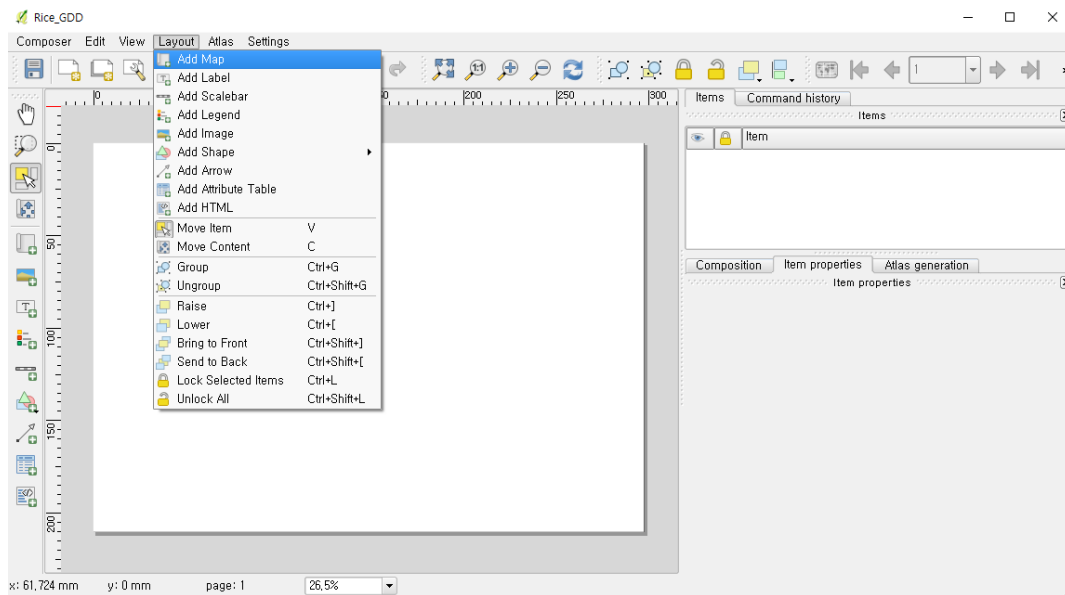 Rice_GDD
Composer Edit View Layout Atlas Settings
1:1
1
Add Map
Add Label
Add Scalebar
Add Legend
Add Image
Add Shape
Add Arrow
Add Attribute Table
Add HTML
Move Item V
Move Content C
Group Ctrl+G
Ungroup Ctrl+Shift+G
Raise Ctrl+]
Lower Ctrl+[
Bring to Front Ctrl+Shift+]
Send to Back Ctrl+Shift+[
Lock Selected Items Ctrl+L
Unlock All Ctrl+Shift+L
0 200 250 300
0
50
100
150
200
Items Command history
Items
Item
Composition Item properties Atlas generation
Item properties
x: 61,724 mm y: 0 mm page: 1 26,5%